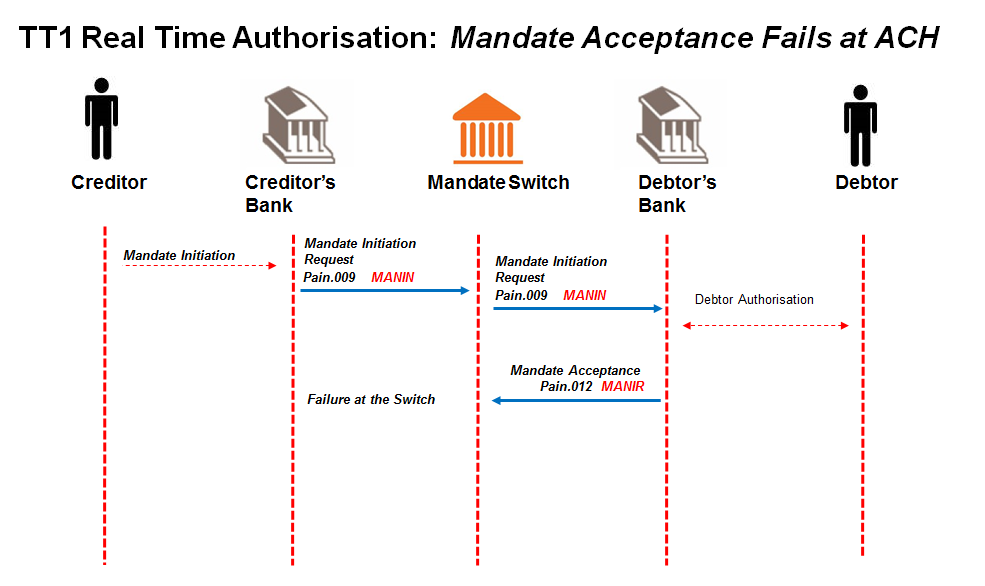 TT1 Real Time Authorisation: Mandate Acceptance Fails at ACH
Creditor
Creditor's
Bank
Mandate Switch
Debtor's
Bank
Debtor
Mandate Initiation
Mandate Initiation
Request
Pain.009 MANIN
Mandate Initiation
Request
Pain.009 MANIN
Debtor Authorisation
Mandate Acceptance
Pain.012 MANIR
Failure at the Switch